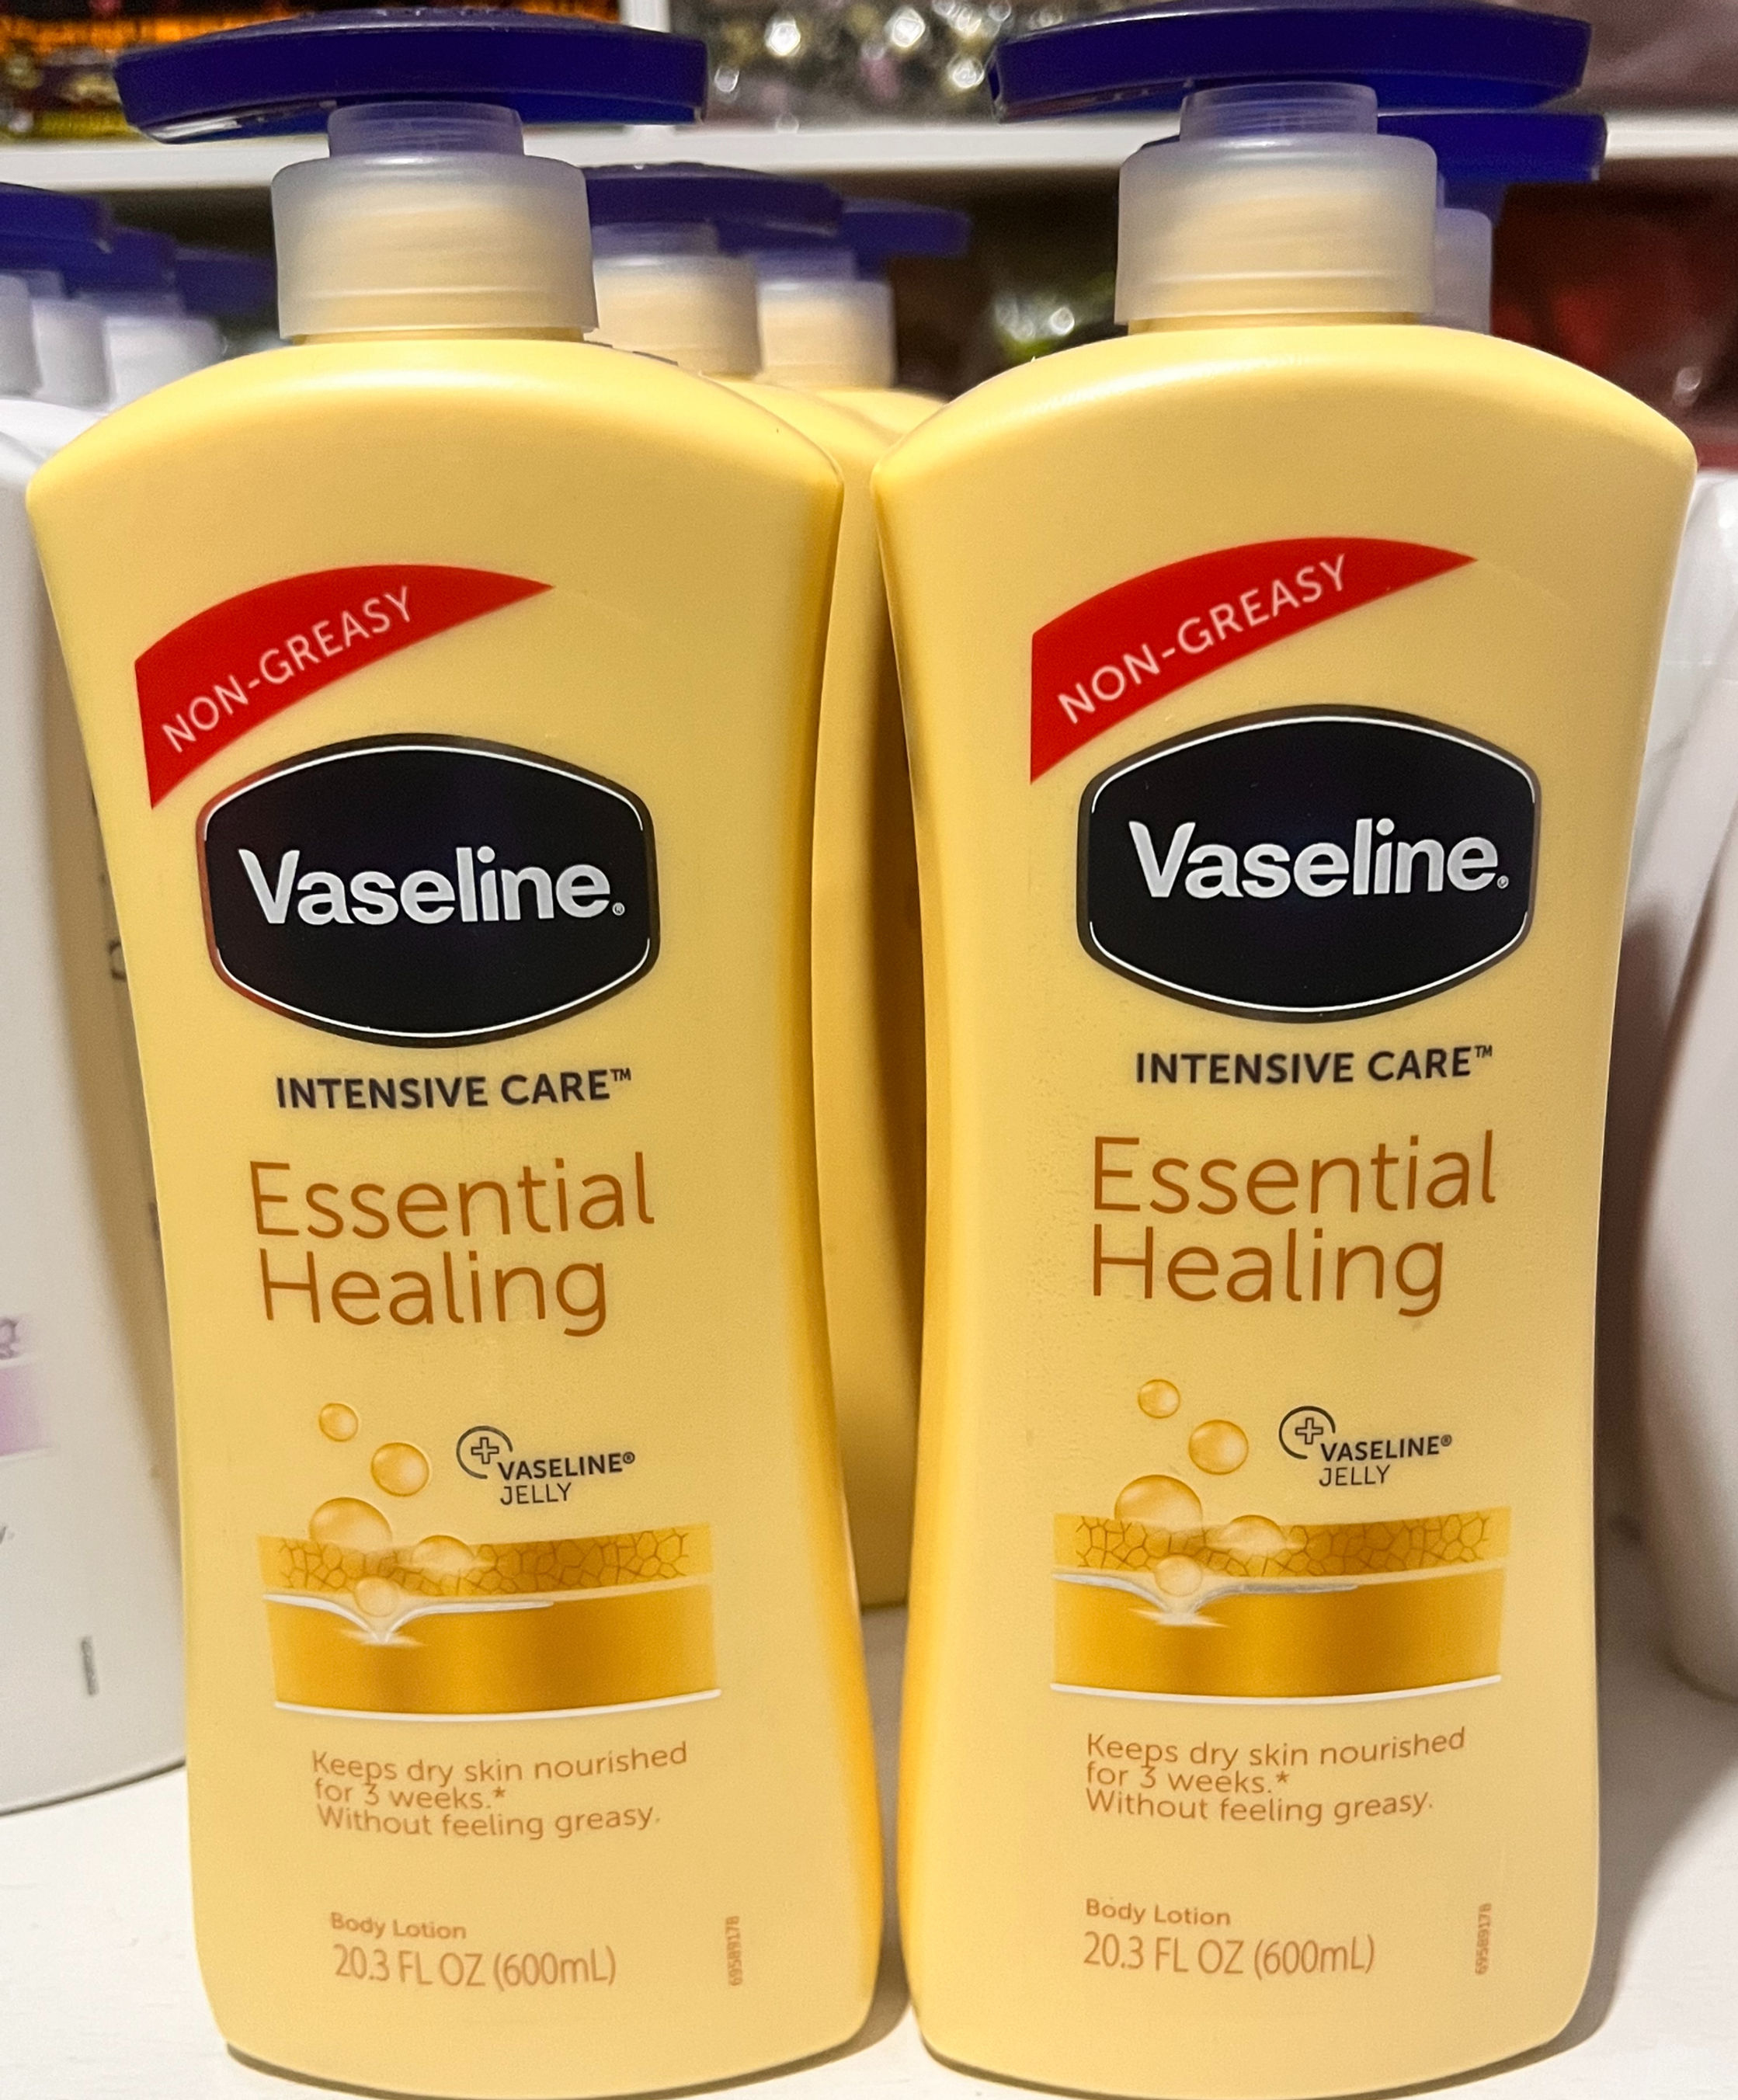 NON-GREASY
Vaseline®
INTENSIVE CARE™
Essential
Healing
VASELINE®
JELLY
Keeps dry skin nourished
for 3 weeks.*
Without feeling greasy.
Body Lotion
20.3 FL OZ (600mL)
69589178
NON-GREASY
Vaseline®
INTENSIVE CARE™
Essential
Healing
VASELINE®
JELLY
Keeps dry skin nourished
for 3 weeks.*
Without feeling greasy.
Body Lotion
20.3 FL OZ (600mL)
69589178